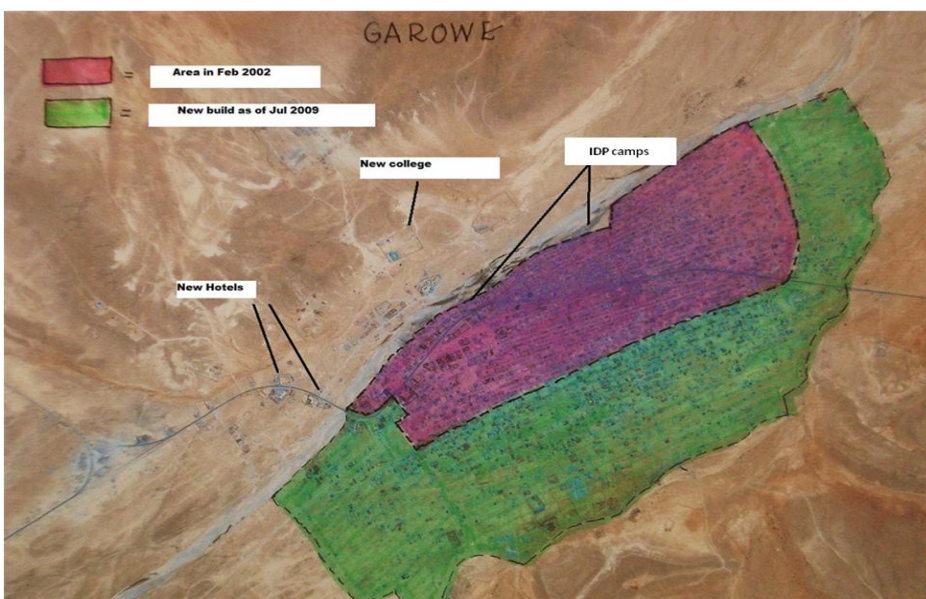 GAROWE
= Area in Feb 2002
= New build as of Jul 2009
New college
IDP camps
New Hotels